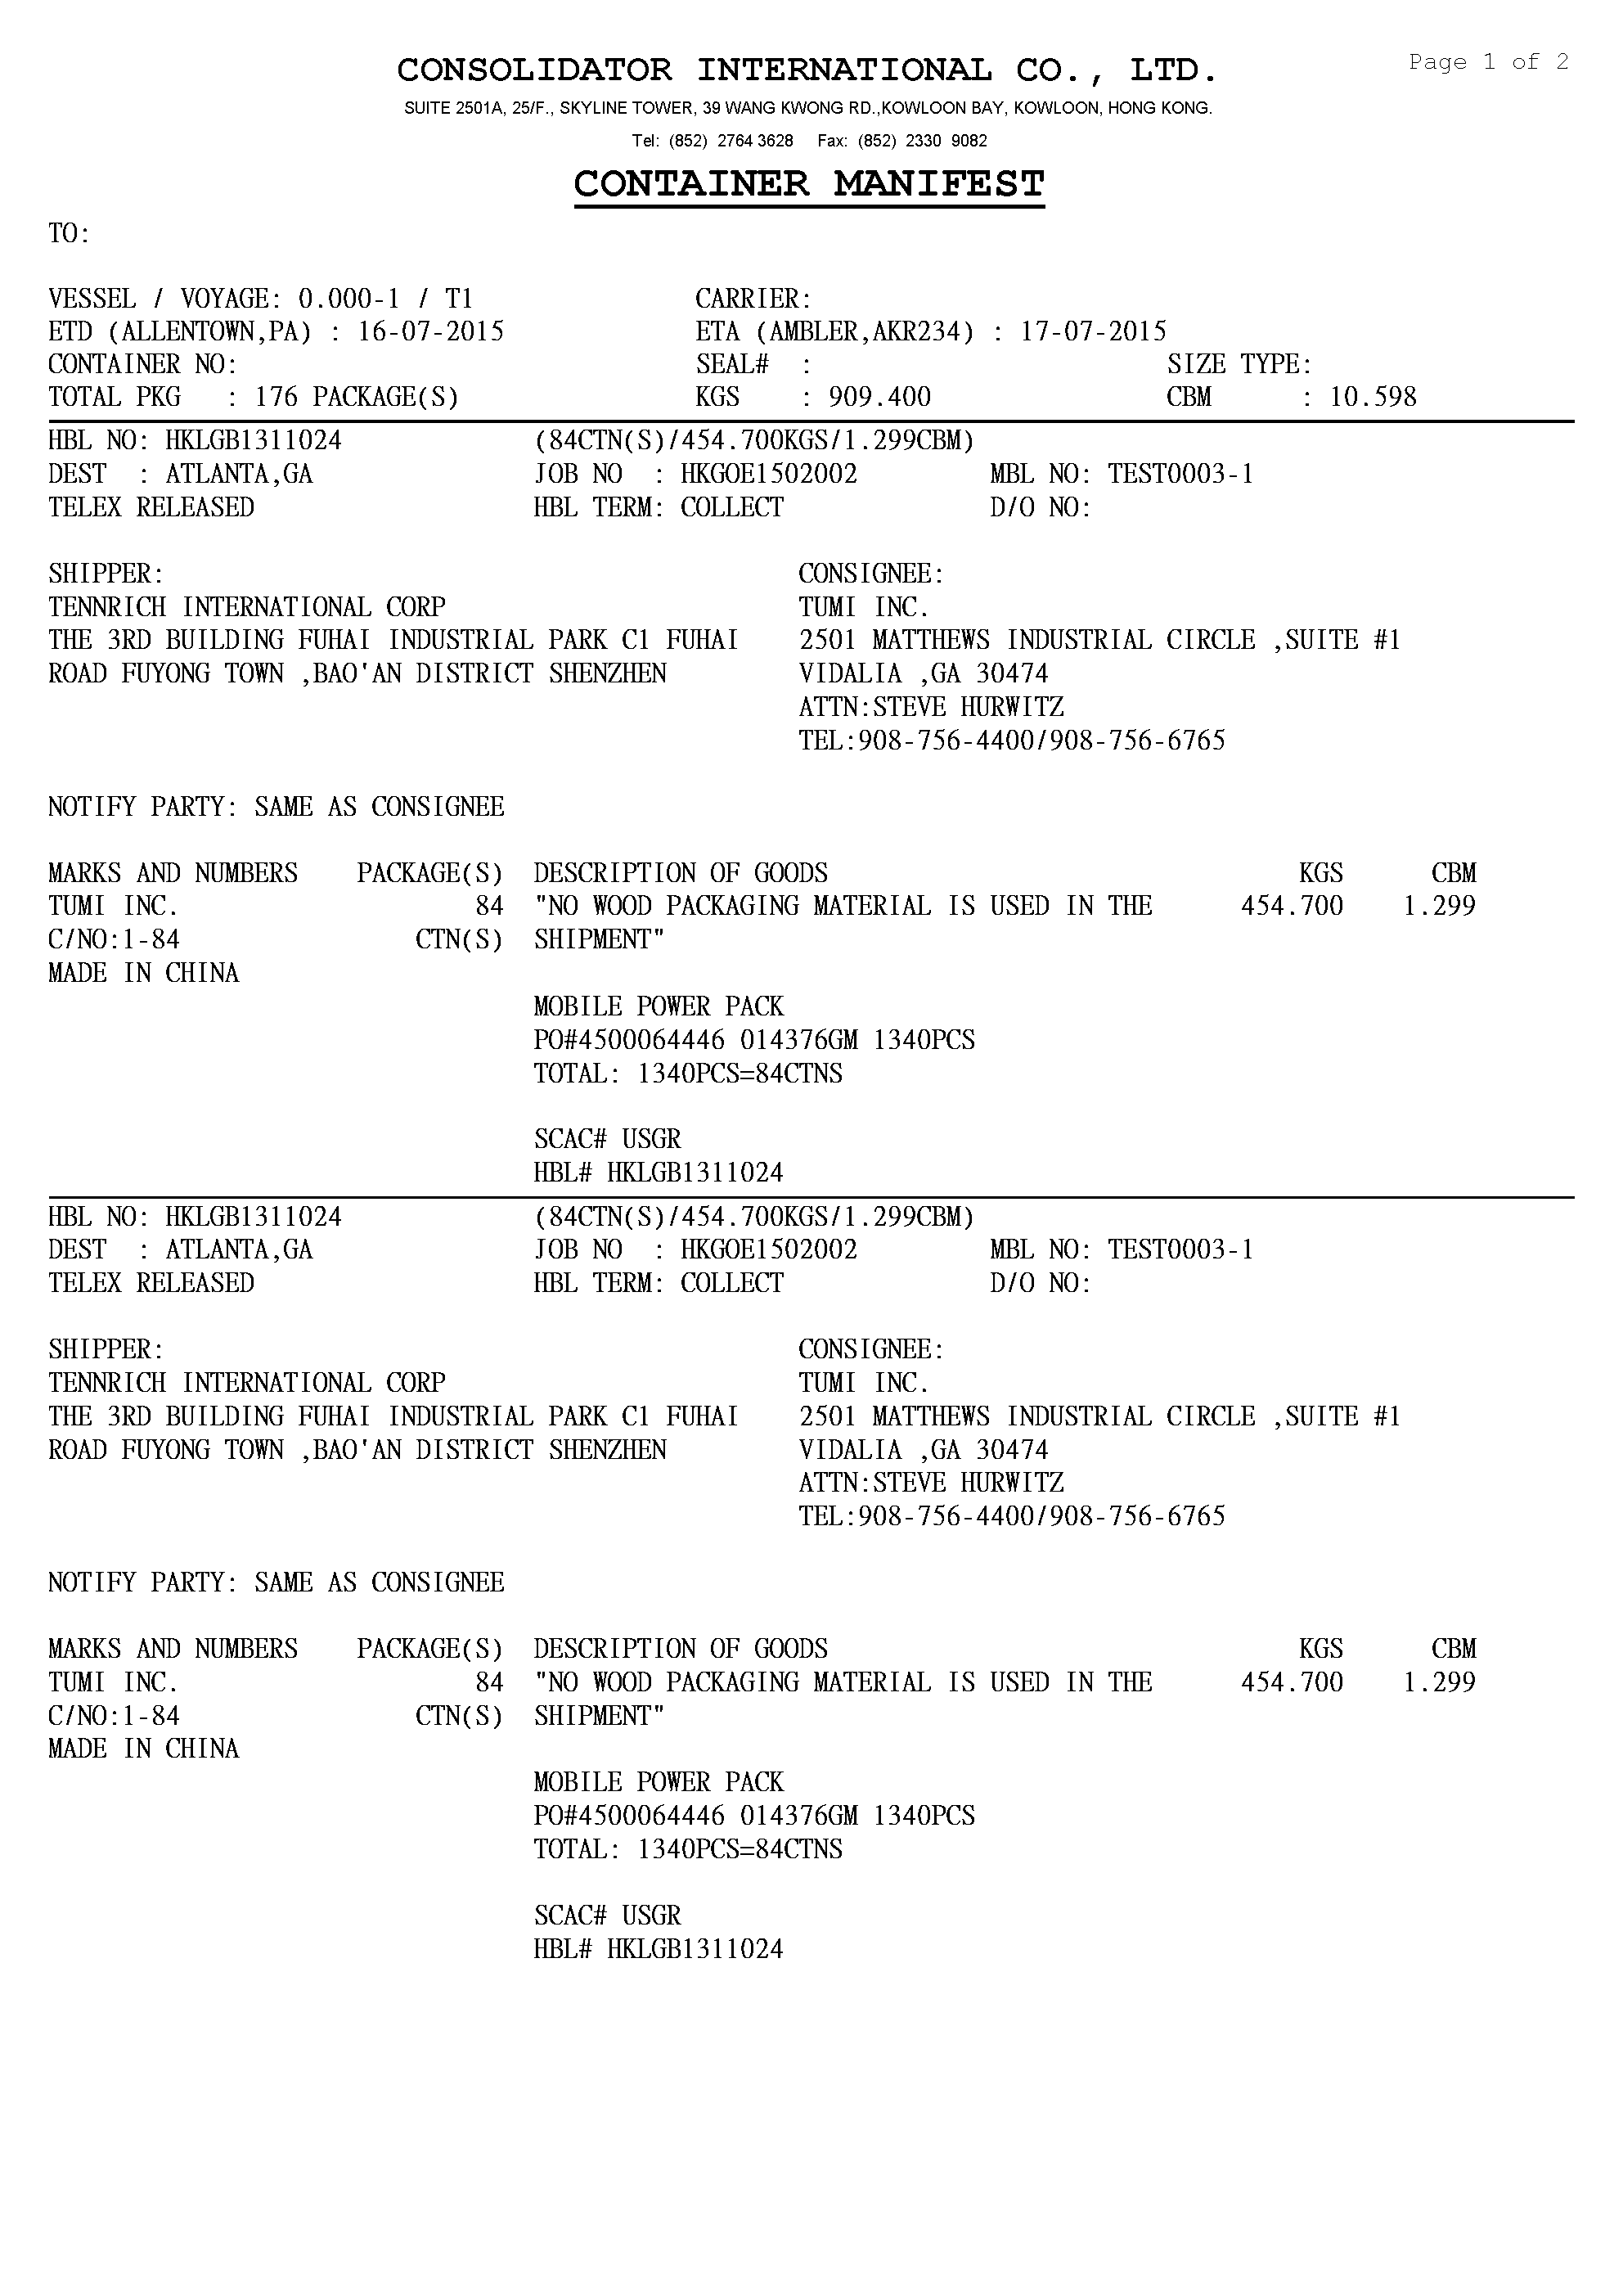 Page 1 of 2
CONSOLIDATOR INTERNATIONAL CO., LTD.
SUITE 2501A, 25/F., SKYLINE TOWER, 39 WANG KWONG RD.,KOWLOON BAY, KOWLOON, HONG KONG.
Tel: (852) 2764 3628 Fax: (852) 2330 9082
CONTAINER MANIFEST
TO:
VESSEL / VOYAGE: 0.000-1 / T1 CARRIER:
ETD (ALLENTOWN,PA) : 16-07-2015 ETA (AMBLER,AKR234) : 17-07-2015
CONTAINER NO: SEAL# : SIZE TYPE:
TOTAL PKG : 176 PACKAGE(S) KGS : 909.400 CBM : 10.598
HBL NO: HKLGB1311024 (84CTN(S)/454.700KGS/1.299CBM)
DEST : ATLANTA,GA JOB NO : HKGOE1502002 MBL NO: TEST0003-1
TELEX RELEASED HBL TERM: COLLECT D/O NO:
SHIPPER: CONSIGNEE:
TENNRICH INTERNATIONAL CORP TUMI INC.
THE 3RD BUILDING FUHAI INDUSTRIAL PARK C1 FUHAI 2501 MATTHEWS INDUSTRIAL CIRCLE ,SUITE #1
ROAD FUYONG TOWN ,BAO'AN DISTRICT SHENZHEN VIDALIA ,GA 30474
ATTN:STEVE HURWITZ
TEL:908-756-4400/908-756-6765
NOTIFY PARTY: SAME AS CONSIGNEE
MARKS AND NUMBERS PACKAGE(S) DESCRIPTION OF GOODS KGS CBM
TUMI INC. 84 "NO WOOD PACKAGING MATERIAL IS USED IN THE 454.700 1.299
C/NO:1-84 CTN(S) SHIPMENT"
MADE IN CHINA
MOBILE POWER PACK
PO#4500064446 014376GM 1340PCS
TOTAL: 1340PCS=84CTNS
SCAC# USGR
HBL# HKLGB1311024
HBL NO: HKLGB1311024 (84CTN(S)/454.700KGS/1.299CBM)
DEST : ATLANTA,GA JOB NO : HKGOE1502002 MBL NO: TEST0003-1
TELEX RELEASED HBL TERM: COLLECT D/O NO:
SHIPPER: CONSIGNEE:
TENNRICH INTERNATIONAL CORP TUMI INC.
THE 3RD BUILDING FUHAI INDUSTRIAL PARK C1 FUHAI 2501 MATTHEWS INDUSTRIAL CIRCLE ,SUITE #1
ROAD FUYONG TOWN ,BAO'AN DISTRICT SHENZHEN VIDALIA ,GA 30474
ATTN:STEVE HURWITZ
TEL:908-756-4400/908-756-6765
NOTIFY PARTY: SAME AS CONSIGNEE
MARKS AND NUMBERS PACKAGE(S) DESCRIPTION OF GOODS KGS CBM
TUMI INC. 84 "NO WOOD PACKAGING MATERIAL IS USED IN THE 454.700 1.299
C/NO:1-84 CTN(S) SHIPMENT"
MADE IN CHINA
MOBILE POWER PACK
PO#4500064446 014376GM 1340PCS
TOTAL: 1340PCS=84CTNS
SCAC# USGR
HBL# HKLGB1311024